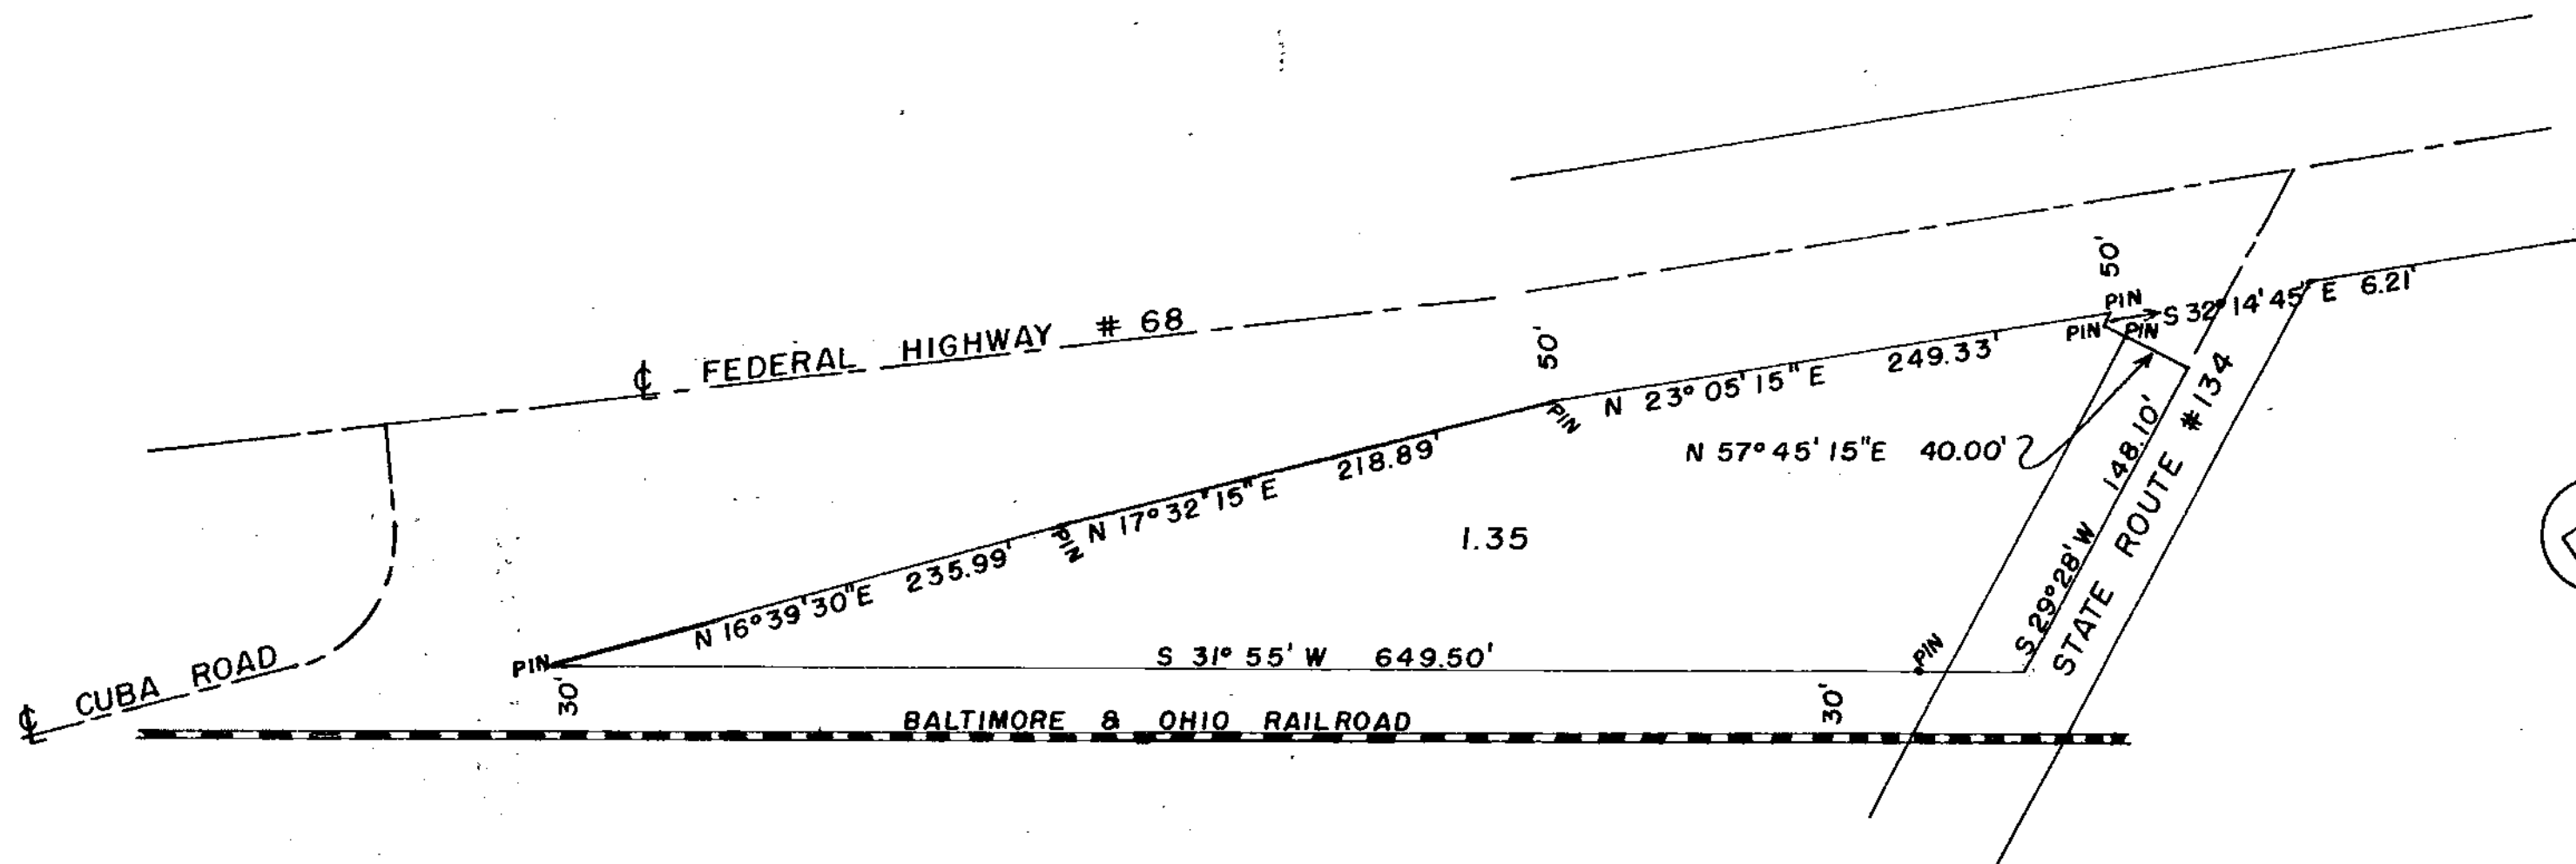 50'
PIN
S 32° 14' 45" E 6.21'
PIN
PIN
℄ FEDERAL HIGHWAY # 68
50'
249.33'
N 23° 05' 15" E
PIN
N 57° 45' 15" E 40.00'
218.89'
N 17° 32' 15" E
PIN
235.99'
N 16° 39' 30" E
1.35
148.10'
S 29° 28' W
STATE ROUTE # 134
PIN
S 31° 55' W 649.50'
PIN
℄ CUBA ROAD
30'
30'
BALTIMORE & OHIO RAILROAD